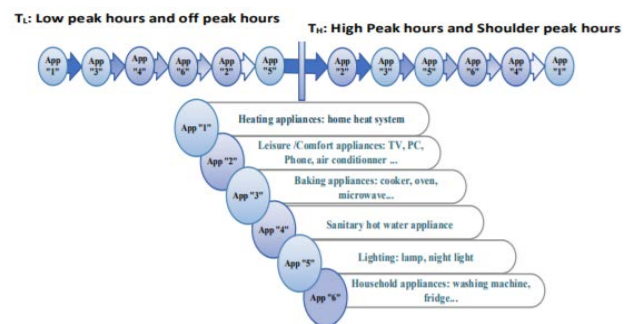 T_L: Low peak hours and off peak hours
T_H: High Peak hours and Shoulder peak hours
App "1" App "3" App "4" App "6" App "2" App "5" App "2" App "3" App "5" App "6" App "4" App "1"
App "1" Heating appliances: home heat system
App "2" Leisure /Comfort appliances: TV, PC,
Phone, air conditionner ...
App "3" Baking appliances: cooker, oven,
microwave...
App "4" Sanitary hot water appliance
App "5" Lighting: lamp, night light
App "6" Household appliances: washing machine,
fridge...